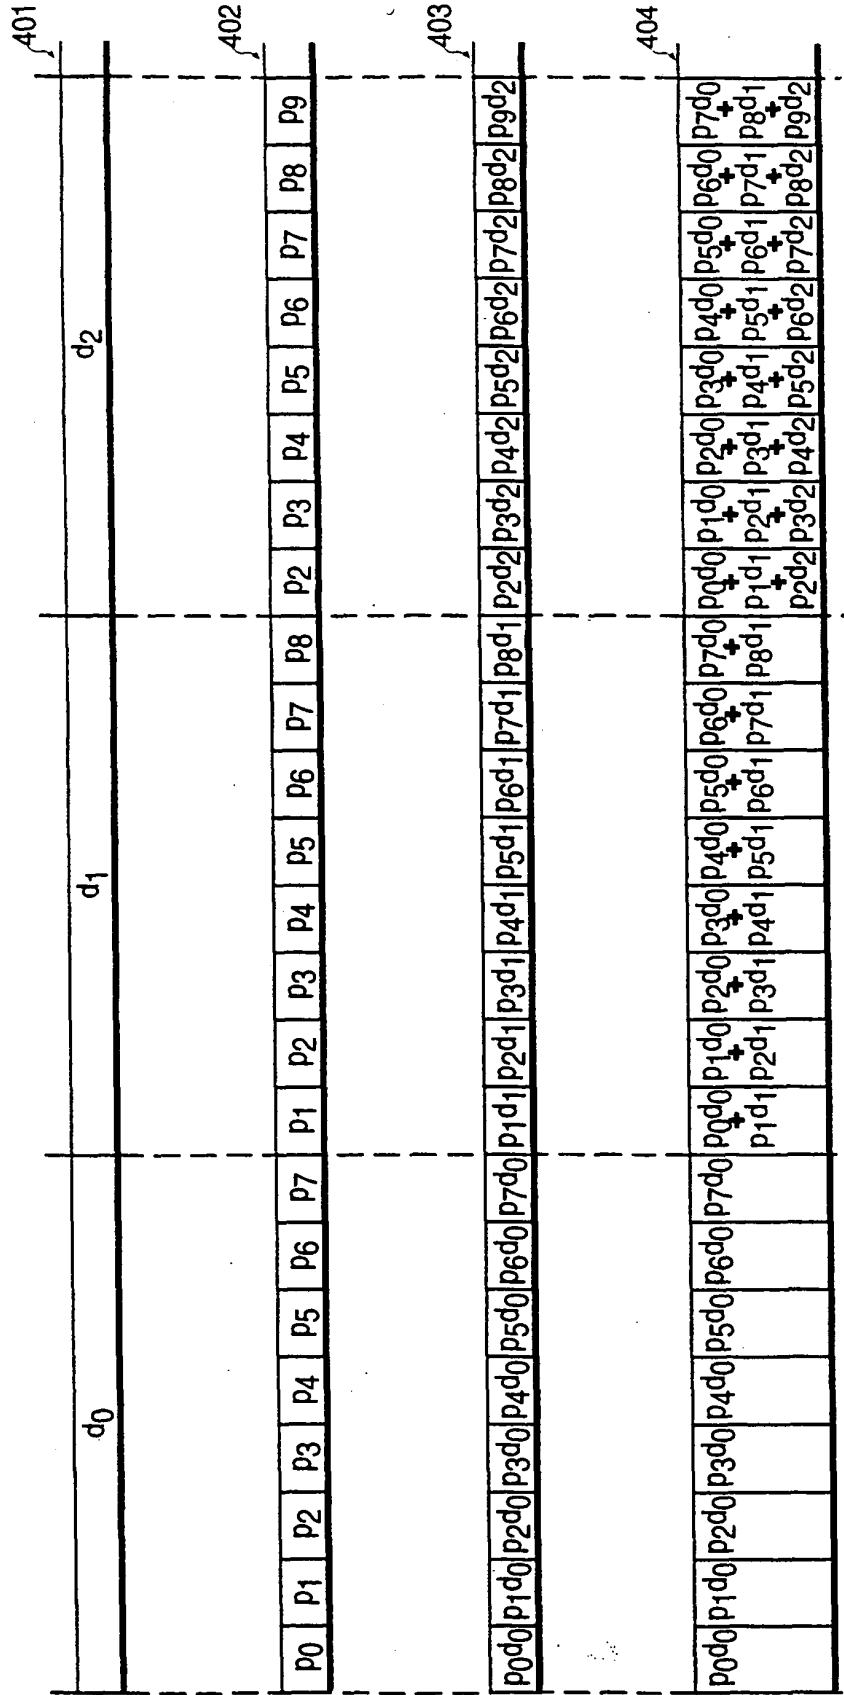 d0 d1 d2 401
p0 p1 p2 p3 p4 p5 p6 p7 p1 p2 p3 p4 p5 p6 p7 p8 p2 p3 p4 p5 p6 p7 p8 p9 402
p0d0 p1d0 p2d0 p3d0 p4d0 p5d0 p6d0 p7d0 p1d1 p2d1 p3d1 p4d1 p5d1 p6d1 p7d1 p8d1 p2d2 p3d2 p4d2 p5d2 p6d2 p7d2 p8d2 p9d2 403
p0d0 p1d0 p2d0 p3d0 p4d0 p5d0 p6d0 p7d0 p0d0 p1d0 p2d0 p3d0 p4d0 p5d0 p6d0 p7d0 p0d0 p1d0 p2d0 p3d0 p4d0 p5d0 p6d0 p7d0 404
+ + + + + + + + + + + + + + + +
p1d1 p2d1 p3d1 p4d1 p5d1 p6d1 p7d1 p8d1 p1d1 p2d1 p3d1 p4d1 p5d1 p6d1 p7d1 p8d1
+ + + + + + + +
p2d2 p3d2 p4d2 p5d2 p6d2 p7d2 p8d2 p9d2